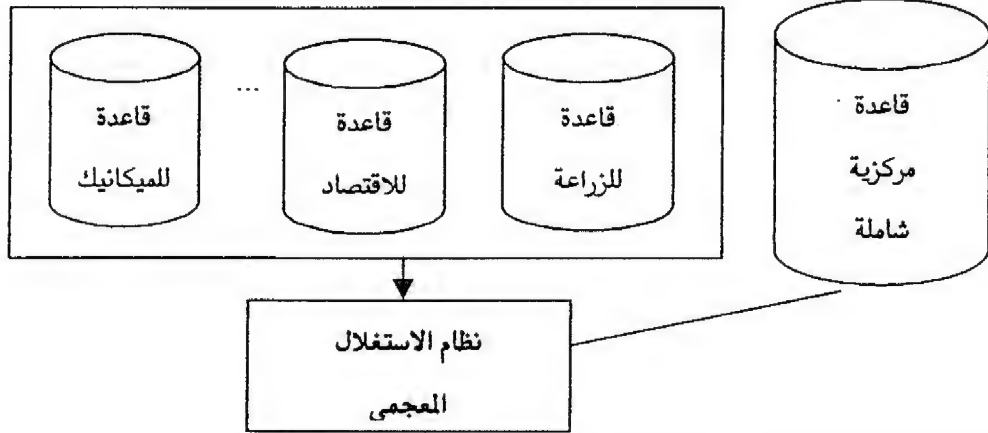 قاعدة
مركزية
شاملة
قاعدة
للزراعة
قاعدة
للاقتصاد
...
قاعدة
للميكانيك
نظام الاستغلال
المعجمي